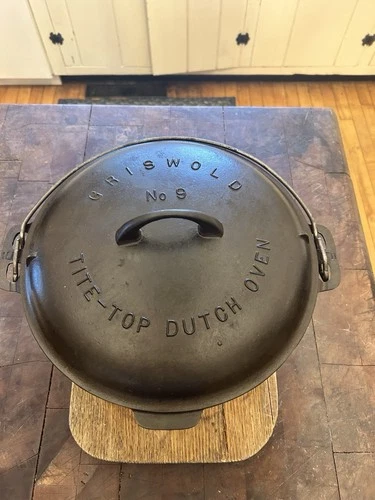 GRISWOLD
No 9
TITE-TOP DUTCH OVEN